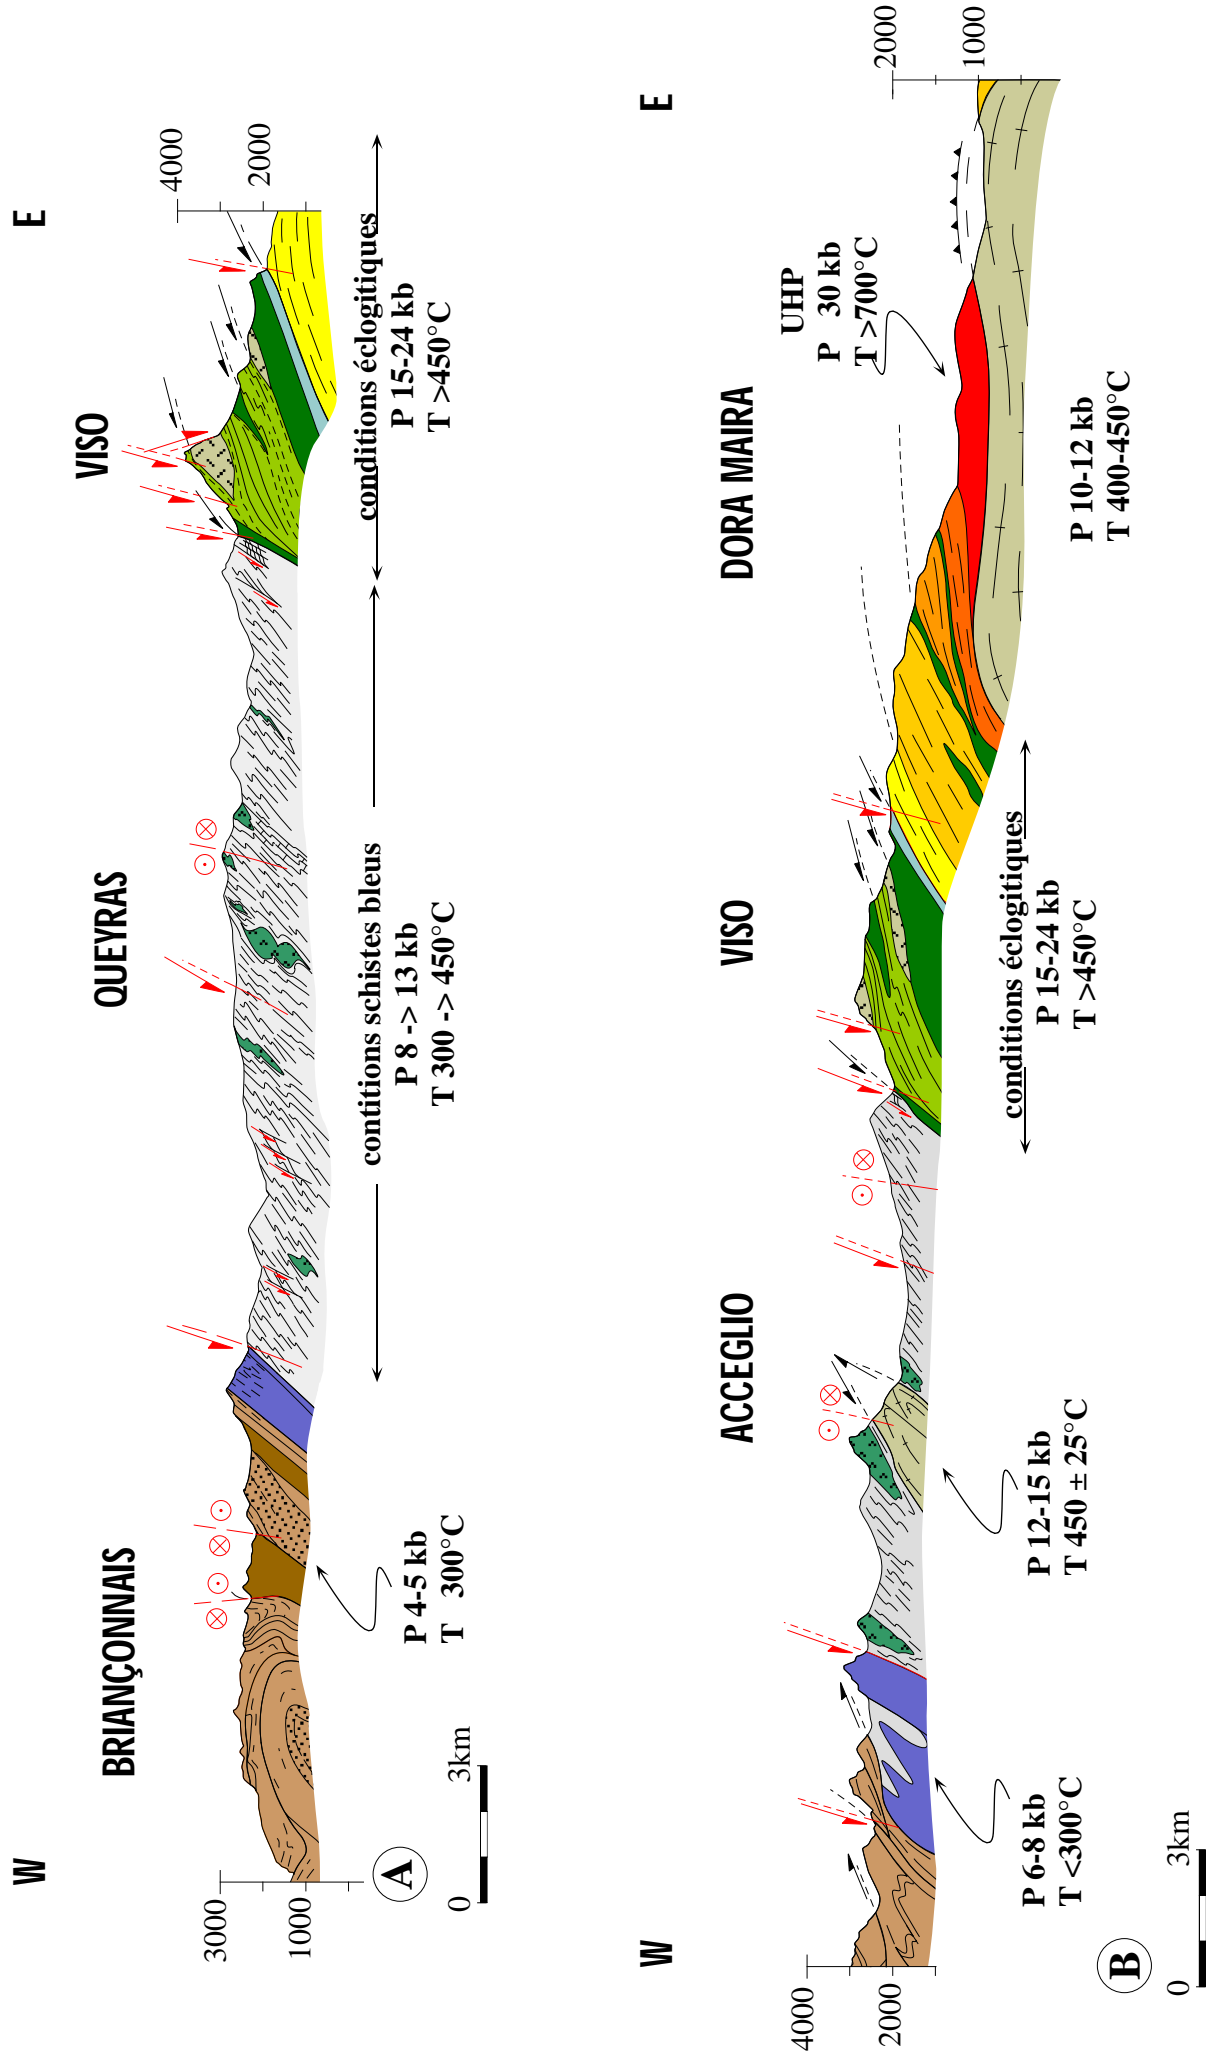 W
E
BRIANÇONNAIS
QUEYRAS
VISO
3000
1000
4000
2000
P 4-5 kb
T 300°C
contitions schistes bleus
P 8 -> 13 kb
T 300 -> 450°C
conditions éclogitiques
P 15-24 kb
T >450°C
A
0
3km
W
E
ACCEGLIO
VISO
DORA MAIRA
4000
2000
2000
1000
UHP
P 30 kb
T >700°C
P 6-8 kb
T <300°C
P 12-15 kb
T 450 ± 25°C
conditions éclogitiques
P 15-24 kb
T >450°C
P 10-12 kb
T 400-450°C
B
0
3km